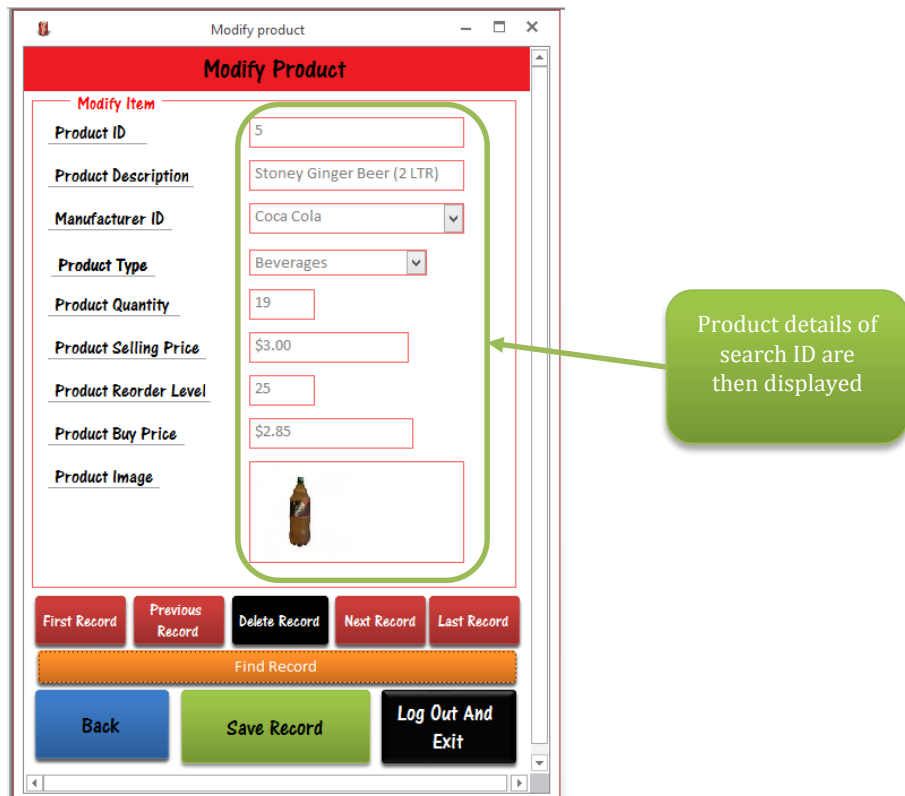 Modify product
Modify Product
Modify Item
Product ID
5
Product Description
Stoney Ginger Beer (2 LTR)
Manufacturer ID
Coca Cola
Product Type
Beverages
Product Quantity
19
Product Selling Price
$3.00
Product Reorder Level
25
Product Buy Price
$2.85
Product Image
Product details of
search ID are
then displayed
First Record
Previous
Record
Delete Record
Next Record
Last Record
Find Record
Back
Save Record
Log Out And
Exit